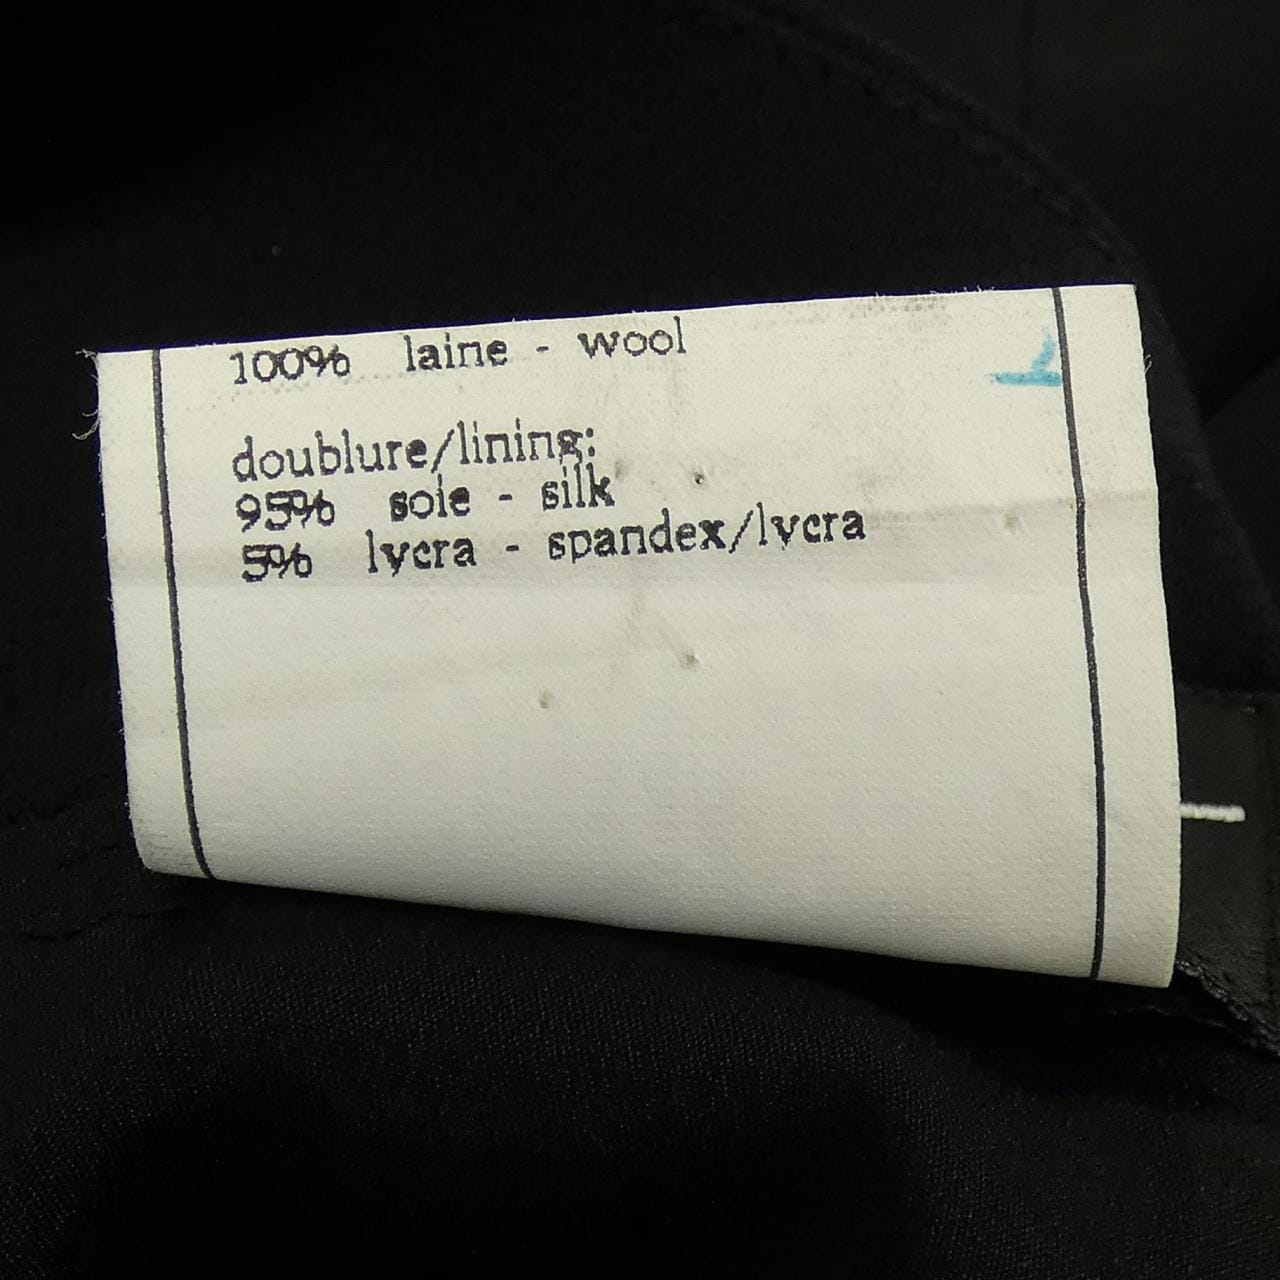 100% laine - wool
doublure/lining:
95% soie - silk
5% lycra - spandex/lycra